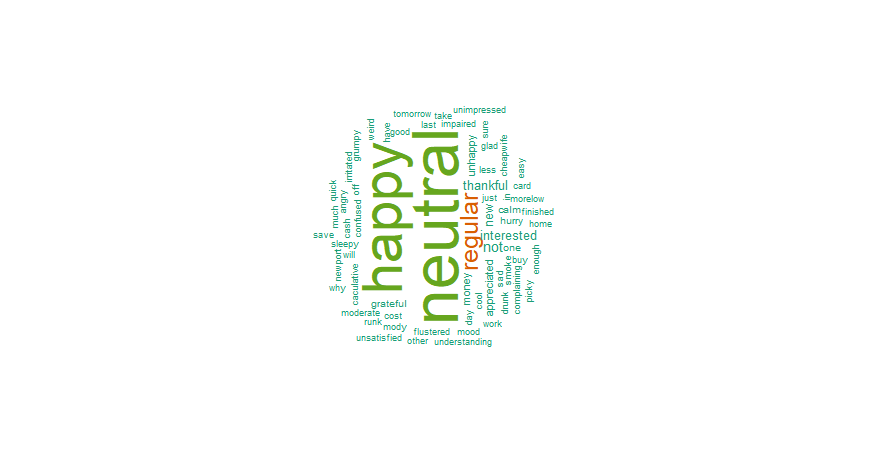 tomorrow
take
unimpressed
weird
have
good
last
impaired
sure
grumpy
happy
neutral
unhappy
glad
cheapwife
irritated
less
easy
quick
off
thankful
card
much
angry
confused
regular
just
in
morelow
new
calm
finished
cash
hurry
home
save
sleepy
interested
not
one
will
buy
enough
newport
smoke
why
caculative
money
appreciated
sad
complaining
picky
grateful
cool
drunk
moderate
cost
day
runk
mody
work
flustered
mood
unsatisfied
other
understanding